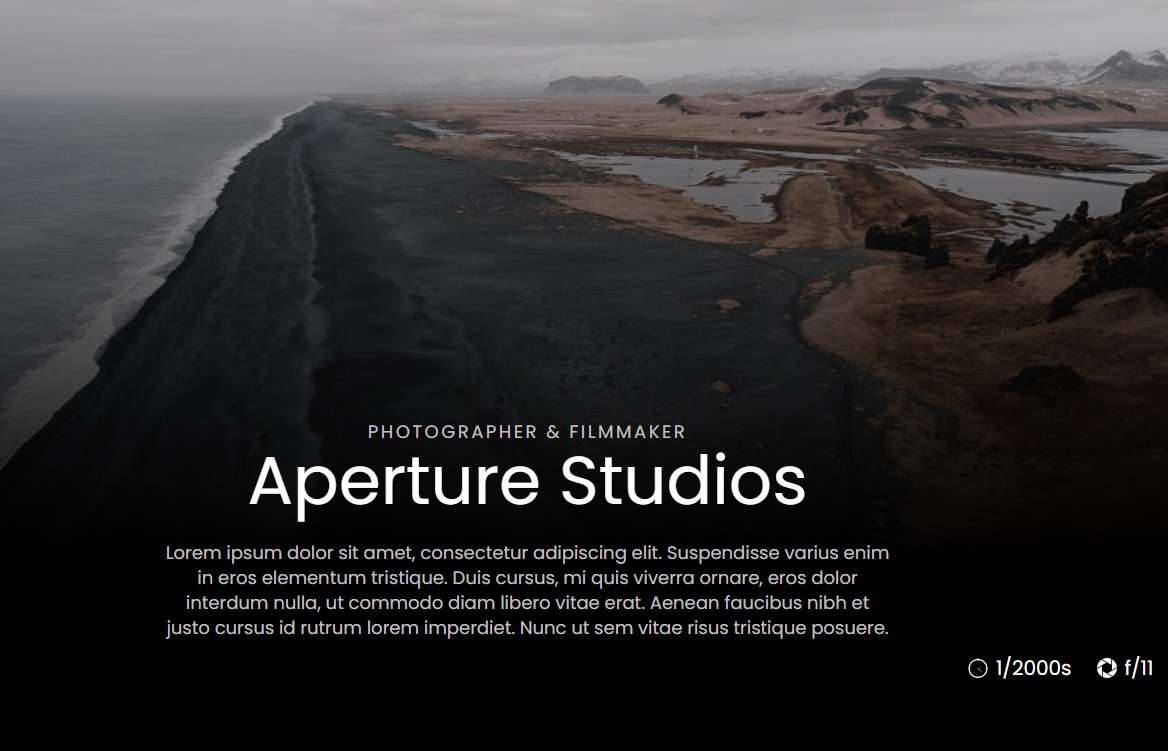 PHOTOGRAPHER & FILMMAKER
Aperture Studios
Lorem ipsum dolor sit amet, consectetur adipiscing elit. Suspendisse varius enim
in eros elementum tristique. Duis cursus, mi quis viverra ornare, eros dolor
interdum nulla, ut commodo diam libero vitae erat. Aenean faucibus nibh et
justo cursus id rutrum lorem imperdiet. Nunc ut sem vitae risus tristique posuere.
1/2000s f/11